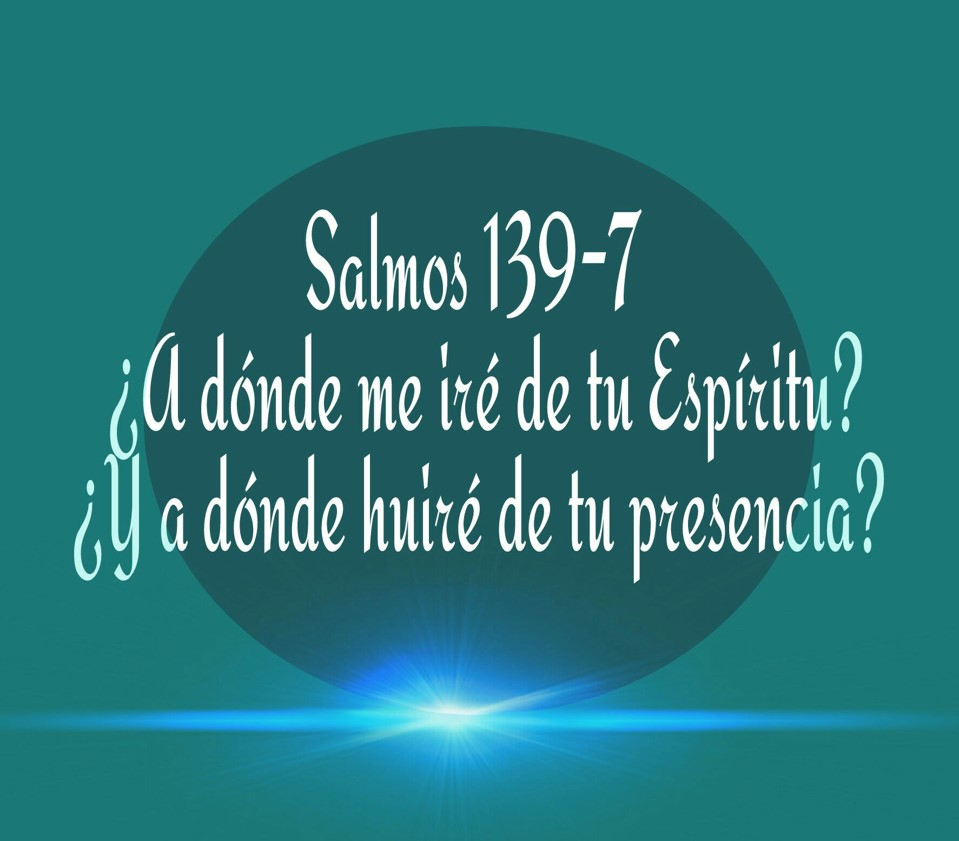 Salmos 139-7
¿A dónde me iré de tu Espíritu?
¿Y a dónde huiré de tu presencia?